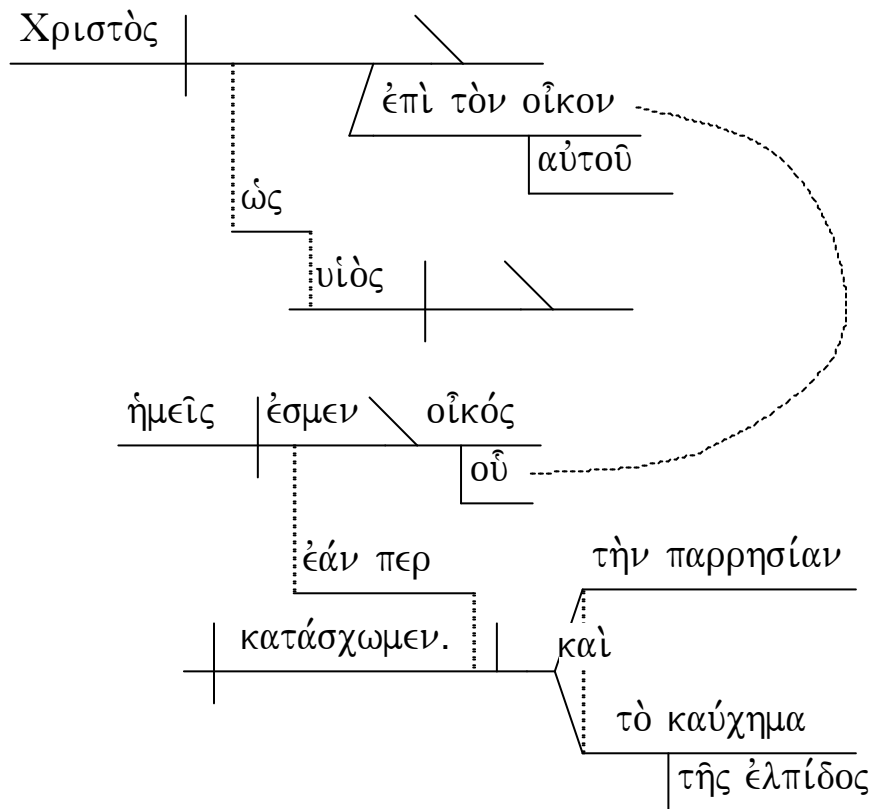 Χριστὸς
ἐπὶ τὸν οἶκον
αὐτοῦ
ὡς
υἱὸς
ἡμεῖς ἐσμεν οἶκός
οὗ
ἐάν περ
τὴν παρρησίαν
κατάσχωμεν. καὶ
τὸ καύχημα
τῆς ἐλπίδος